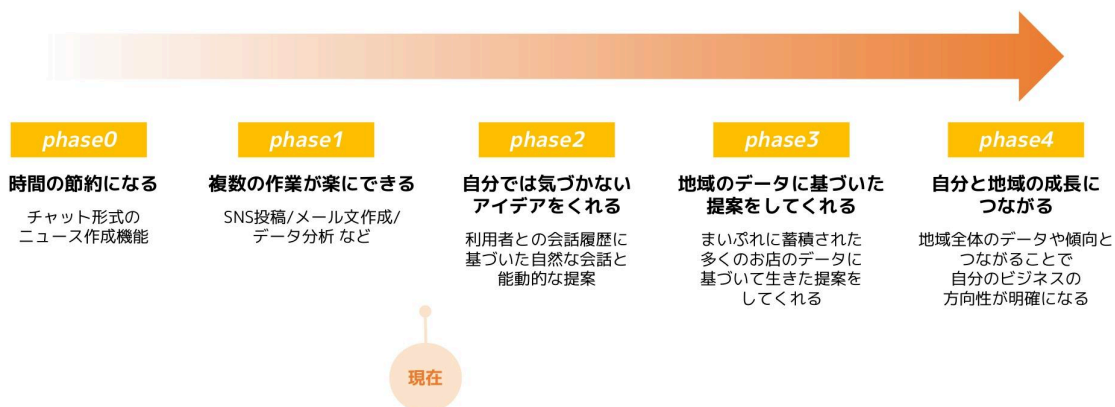 phase0
時間の節約になる
チャット形式の
ニュース作成機能
phase1
複数の作業が楽にできる
SNS投稿/メール文作成/
データ分析 など
phase2
自分では気づかない
アイデアをくれる
利用者との会話履歴に
基づいた自然な会話と
能動的な提案
phase3
地域のデータに基づいた
提案をしてくれる
まいぷれに蓄積された
多くのお店のデータに
基づいて生きた提案を
してくれる
phase4
自分と地域の成長に
つながる
地域全体のデータや傾向と
つながることで
自分のビジネスの
方向性が明確になる
現在